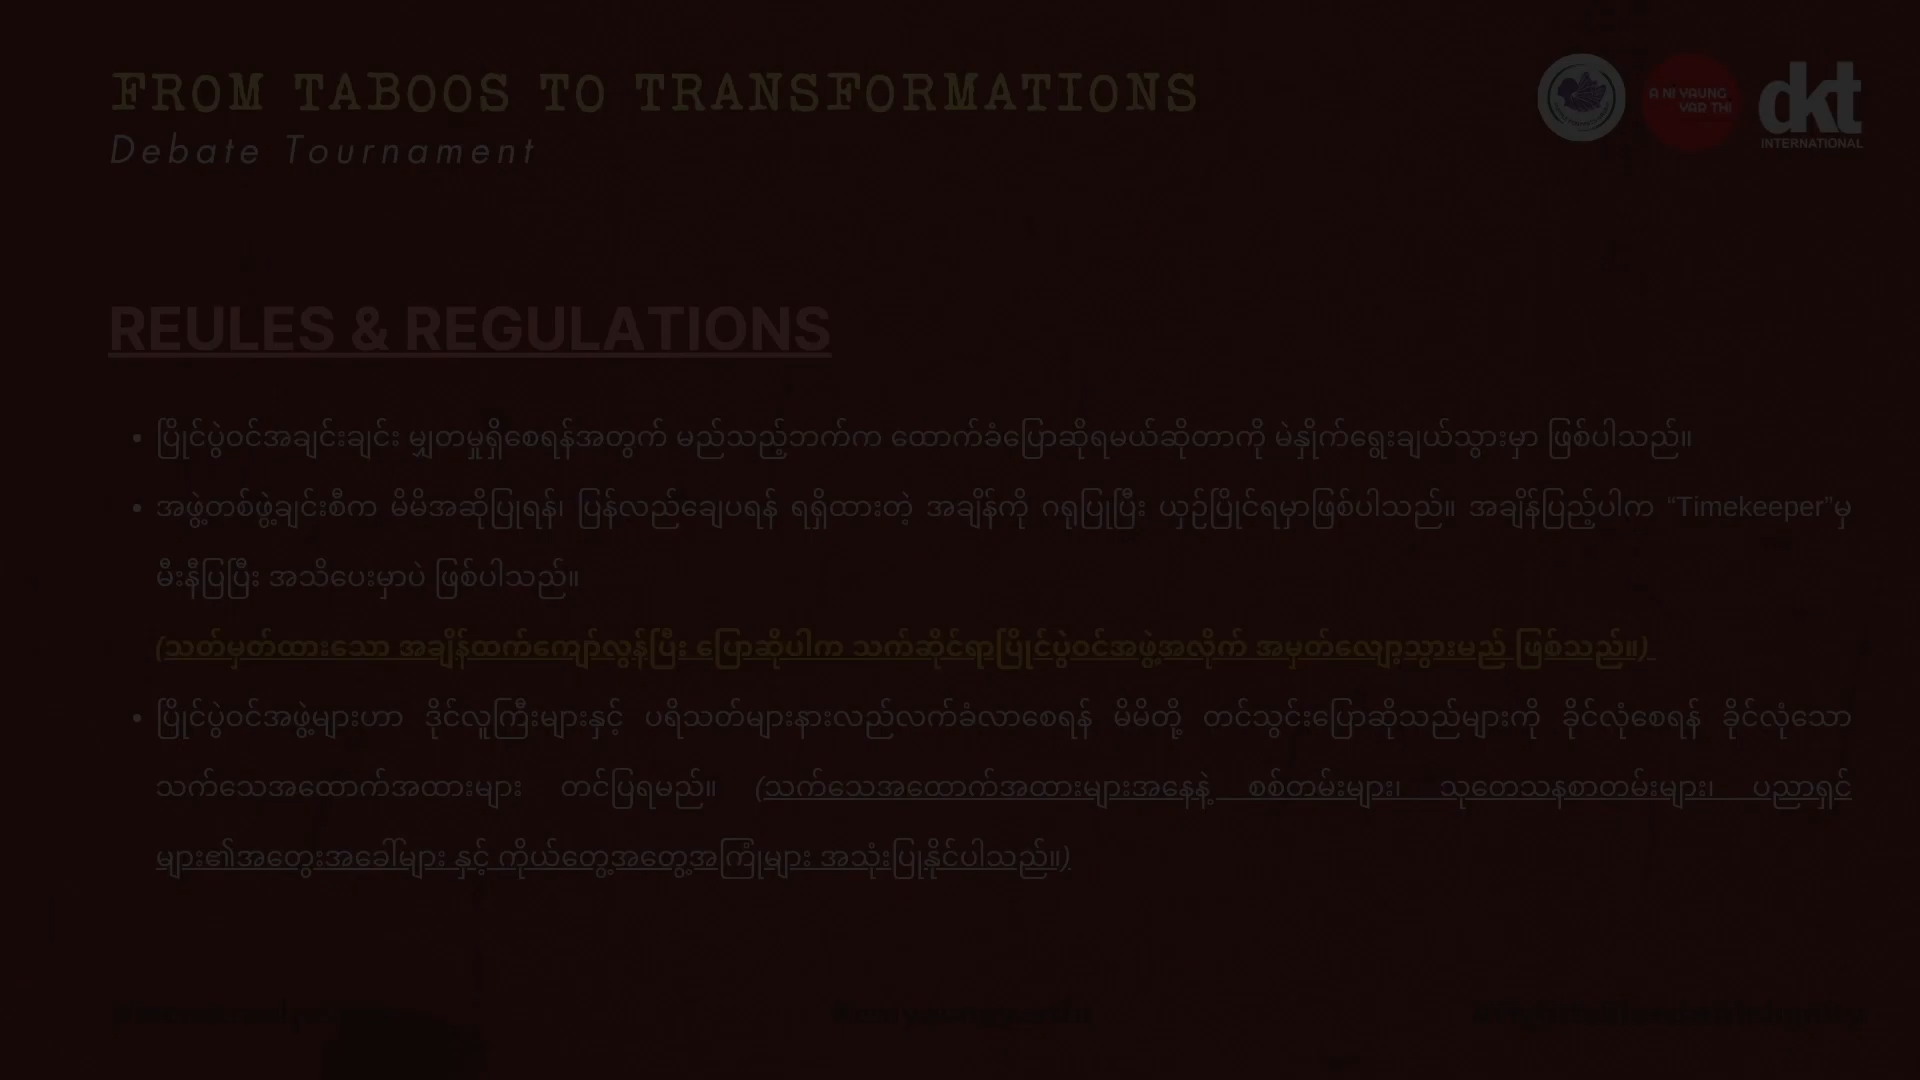 FROM TABOOS TO TRANSFORMATIONS
Debate Tournament
A NI YAUNG
YAR THI
dkt
INTERNATIONAL
REULES & REGULATIONS
• ပြိုင်ပွဲဝင်အချင်းချင်း မျှတမှုရှိစေရန်အတွက် မည်သည့်ဘက်က ထောက်ခံပြောဆိုရမယ်ဆိုတာကို မဲနှိုက်ရွေးချယ်သွားမှာ ဖြစ်ပါသည်။
• အဖွဲ့တစ်ဖွဲ့ချင်းစီက မိမိအဆိုပြုရန်၊ ပြန်လည်ချေပရန် ရရှိထားတဲ့ အချိန်ကို ဂရုပြုပြီး ယှဉ်ပြိုင်ရမှာဖြစ်ပါသည်။ အချိန်ပြည့်ပါက “Timekeeper”မှ
မီးနီပြပြီး အသိပေးမှာပဲ ဖြစ်ပါသည်။
(သတ်မှတ်ထားသော အချိန်ထက်ကျော်လွန်ပြီး ပြောဆိုပါက သက်ဆိုင်ရာပြိုင်ပွဲဝင်အဖွဲ့အလိုက် အမှတ်လျော့သွားမည် ဖြစ်သည်။)
• ပြိုင်ပွဲဝင်အဖွဲ့များဟာ ဒိုင်လူကြီးများနှင့် ပရိသတ်များနားလည်လက်ခံလာစေရန် မိမိတို့ တင်သွင်းပြောဆိုသည်များကို ခိုင်လုံစေရန် ခိုင်လုံသော
သက်သေအထောက်အထားများ တင်ပြရမည်။ (သက်သေအထောက်အထားများအနေနဲ့ စစ်တမ်းများ၊ သုတေသနစာတမ်းများ၊ ပညာရှင်
များ၏အတွေးအခေါ်များ နှင့် ကိုယ်တွေ့အတွေ့အကြုံများ အသုံးပြုနိုင်ပါသည်။)